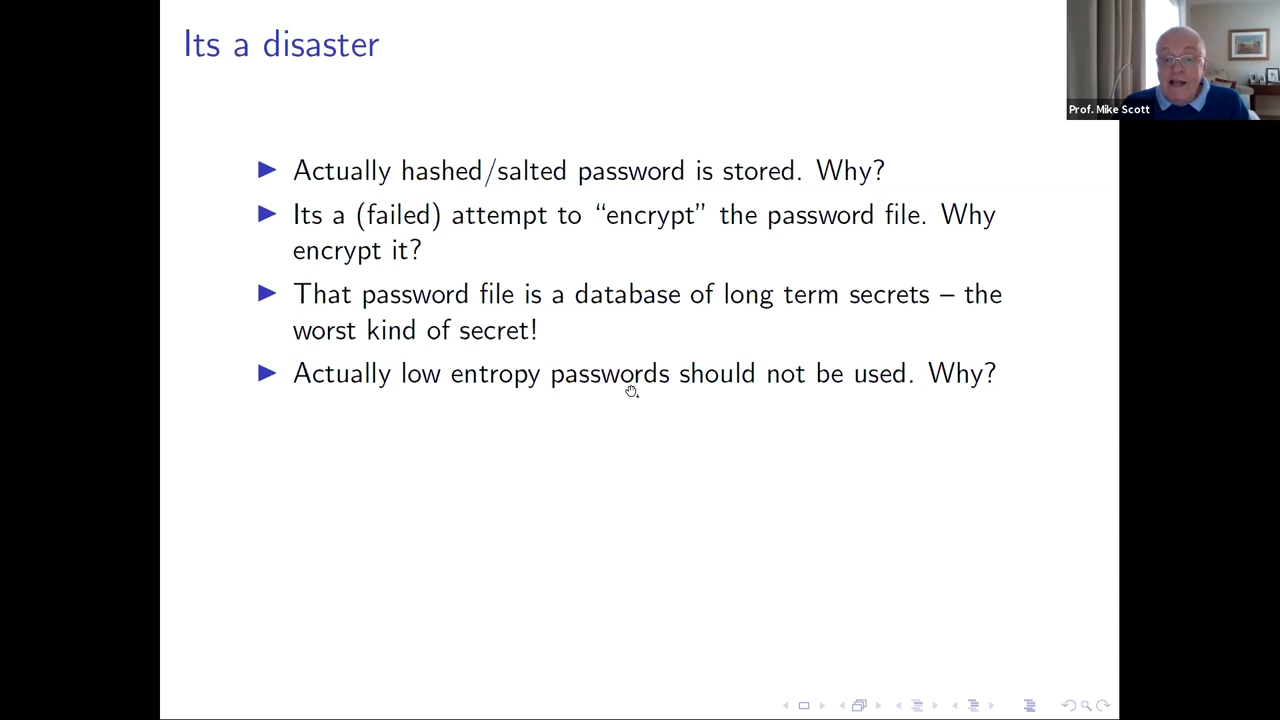 Its a disaster
Prof. Mike Scott
Actually hashed/salted password is stored. Why?
Its a (failed) attempt to “encrypt” the password file. Why
encrypt it?
That password file is a database of long term secrets – the
worst kind of secret!
Actually low entropy passwords should not be used. Why?